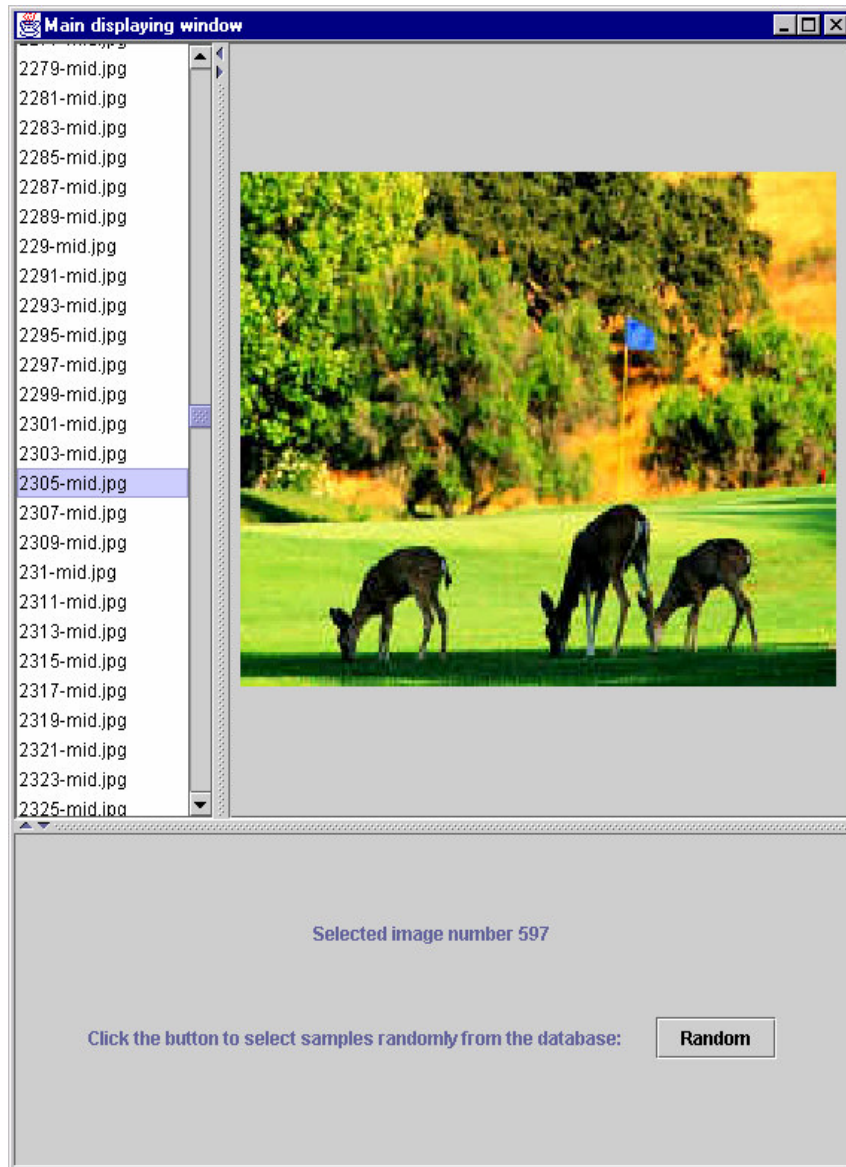 Main displaying window
2279-mid.jpg
2281-mid.jpg
2283-mid.jpg
2285-mid.jpg
2287-mid.jpg
2289-mid.jpg
229-mid.jpg
2291-mid.jpg
2293-mid.jpg
2295-mid.jpg
2297-mid.jpg
2299-mid.jpg
2301-mid.jpg
2303-mid.jpg
2305-mid.jpg
2307-mid.jpg
2309-mid.jpg
231-mid.jpg
2311-mid.jpg
2313-mid.jpg
2315-mid.jpg
2317-mid.jpg
2319-mid.jpg
2321-mid.jpg
2323-mid.jpg
2325-mid.jpg
Selected image number 597
Click the button to select samples randomly from the database: Random